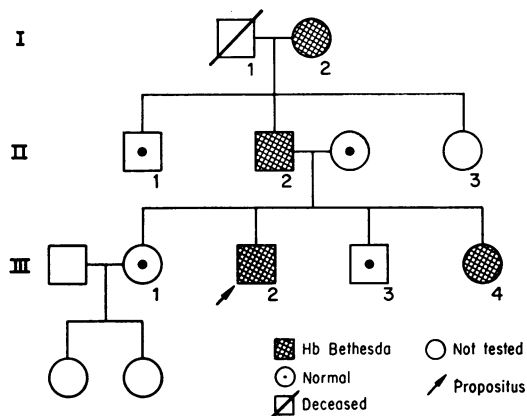 I
1 2
II
1 2 3
III
1 2 3 4
Hb Bethesda
Not tested
Normal
Propositus
Deceased